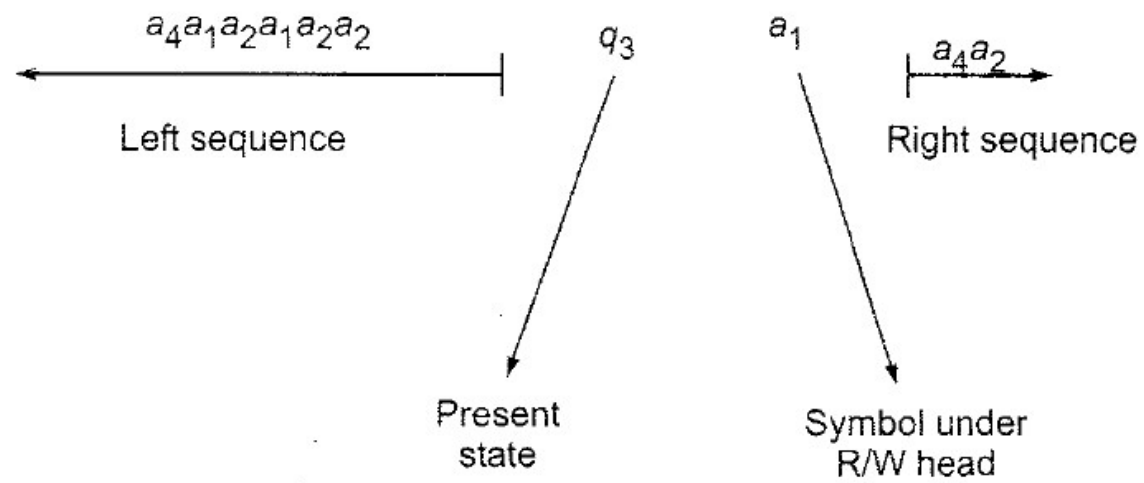 a₄a₁a₂a₁a₂a₂ q₃ a₁ a₄a₂
Left sequence Right sequence
Present
state
Symbol under
R/W head